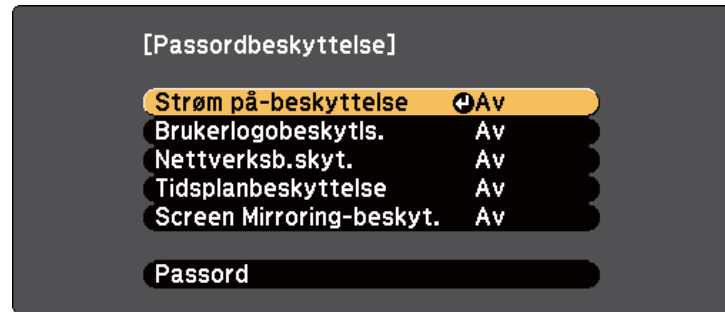 [Passordbeskyttelse]
Strøm på-beskyttelse Av
Brukerlogobeskytls. Av
Nettverksb.skyt. Av
Tidsplanbeskyttelse Av
Screen Mirroring-beskyt. Av
Passord